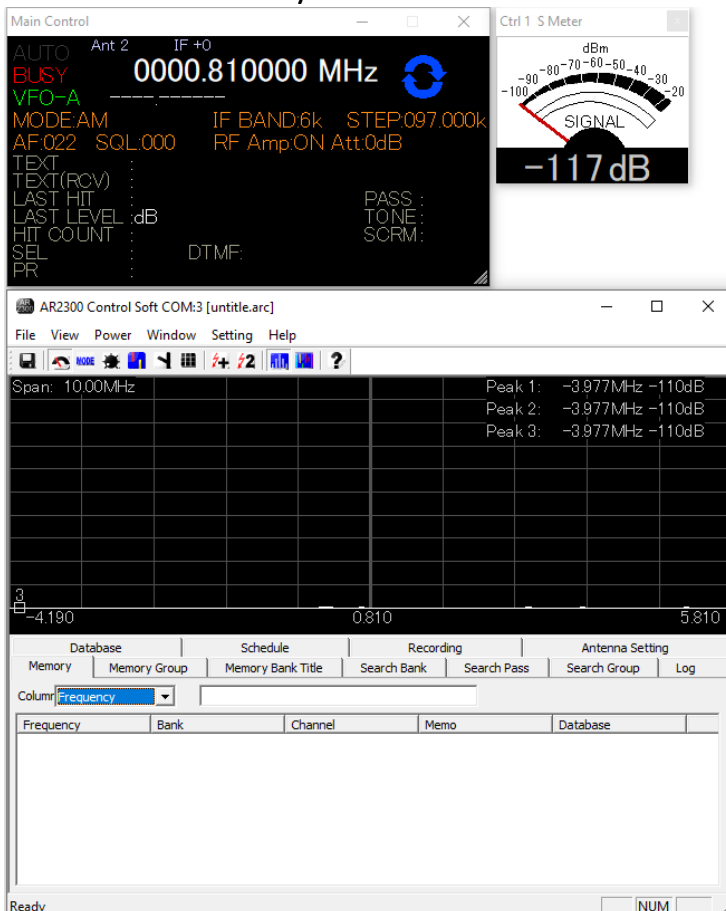 Main Control
AUTO Ant 2 IF +0
BUSY 0000.810000 MHz
VFO-A ----.------
MODE:AM IF BAND:6k STEP:097.000k
AF:022 SQL:000 RF Amp:ON Att:0dB
TEXT :
TEXT(RCV) :
LAST HIT : PASS :
LAST LEVEL :dB TONE :
HIT COUNT : SCRM :
SEL : DTMF:
PR :
Ctrl 1 S Meter
dBm
-100 -90 -80 -70 -60 -50 -40 -30 -20
SIGNAL
-117dB
AR2300 Control Soft COM:3 [untitle.arc]
File View Power Window Setting Help
MODE
Span: 10.00MHz
Peak 1: -3.977MHz -110dB
Peak 2: -3.977MHz -110dB
Peak 3: -3.977MHz -110dB
3
-4.190 0.810 5.810
Database Schedule Recording Antenna Setting
Memory Memory Group Memory Bank Title Search Bank Search Pass Search Group Log
Column Frequency
Frequency Bank Channel Memo Database
Ready NUM